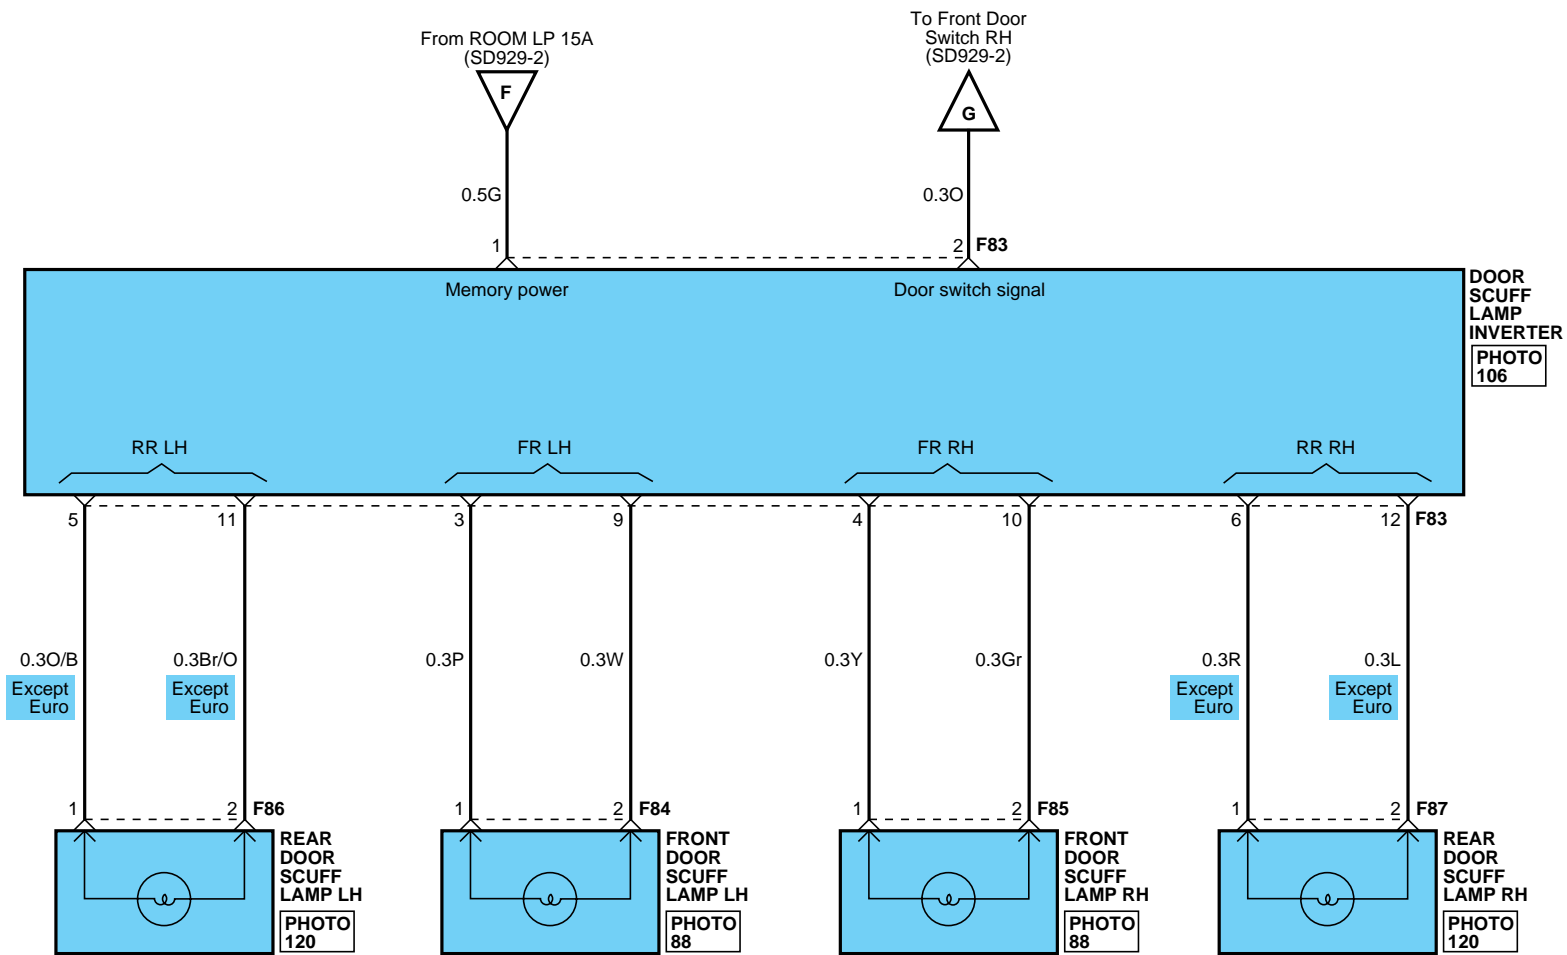 From ROOM LP 15A
(SD929-2)
F
To Front Door
Switch RH
(SD929-2)
G
0.5G
0.3O
1
2
F83
Memory power
Door switch signal
DOOR
SCUFF
LAMP
INVERTER
PHOTO
106
RR LH
FR LH
FR RH
RR RH
5
11
3
9
4
10
6
12
F83
0.3O/B
Except
Euro
0.3Br/O
Except
Euro
0.3P
0.3W
0.3Y
0.3Gr
0.3R
Except
Euro
0.3L
Except
Euro
1
2
F86
REAR
DOOR
SCUFF
LAMP LH
PHOTO
120
1
2
F84
FRONT
DOOR
SCUFF
LAMP LH
PHOTO
88
1
2
F85
FRONT
DOOR
SCUFF
LAMP RH
PHOTO
88
1
2
F87
REAR
DOOR
SCUFF
LAMP RH
PHOTO
120